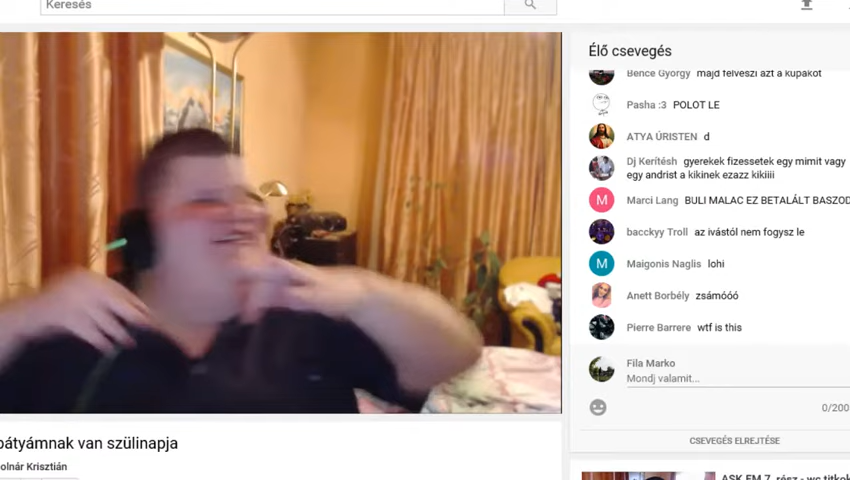 Keresés
Élő csevegés
Bence György majd felveszi azt a kupakot
Pasha :3 POLOT LE
ATYA ÚRISTEN d
Dj Kerítésh gyerekek fizessetek egy mimit vagy
egy andrist a kikinek ezazz kikiiii
Marci Lang BULI MALAC EZ BETALÁLT BASZOD
bacckyy Troll az ivástól nem fogysz le
Maigonis Naglis lohi
Anett Borbély zsámóóó
Pierre Barrere wtf is this
Fila Marko
Mondj valamit...
0/200
CSEVEGÉS ELREJTÉSE
bátyámnak van szülinapja
olnár Krisztián
ASK FM 7. rész - wc titkok